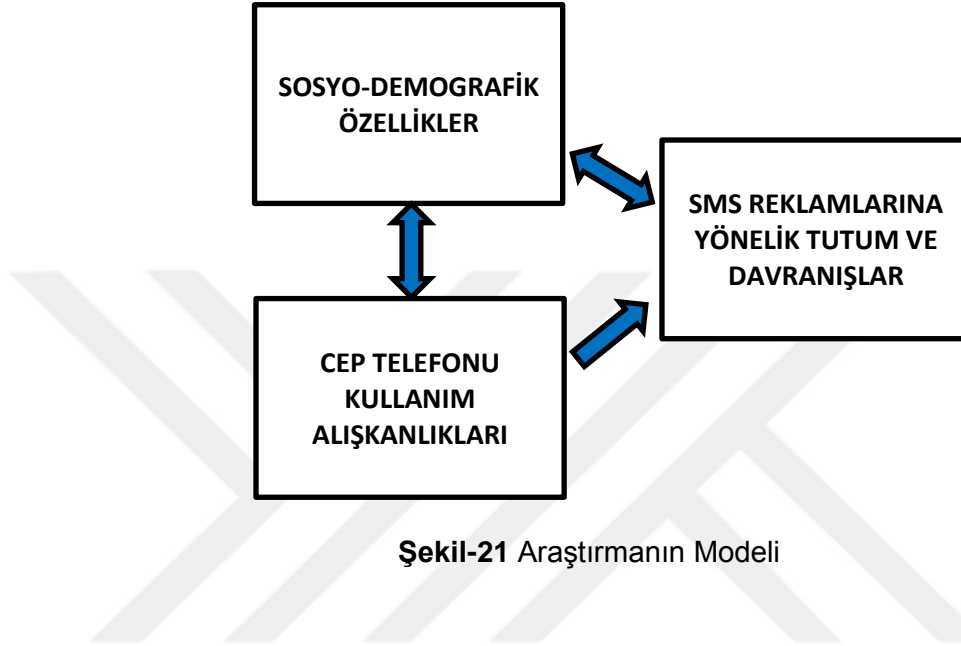 SOSYO-DEMOGRAFİK
ÖZELLİKLER
SMS REKLAMLARINA
YÖNELİK TUTUM VE
DAVRANIŞLAR
CEP TELEFONU
KULLANIM
ALIŞKANLIKLARI
Şekil-21 Araştırmanın Modeli